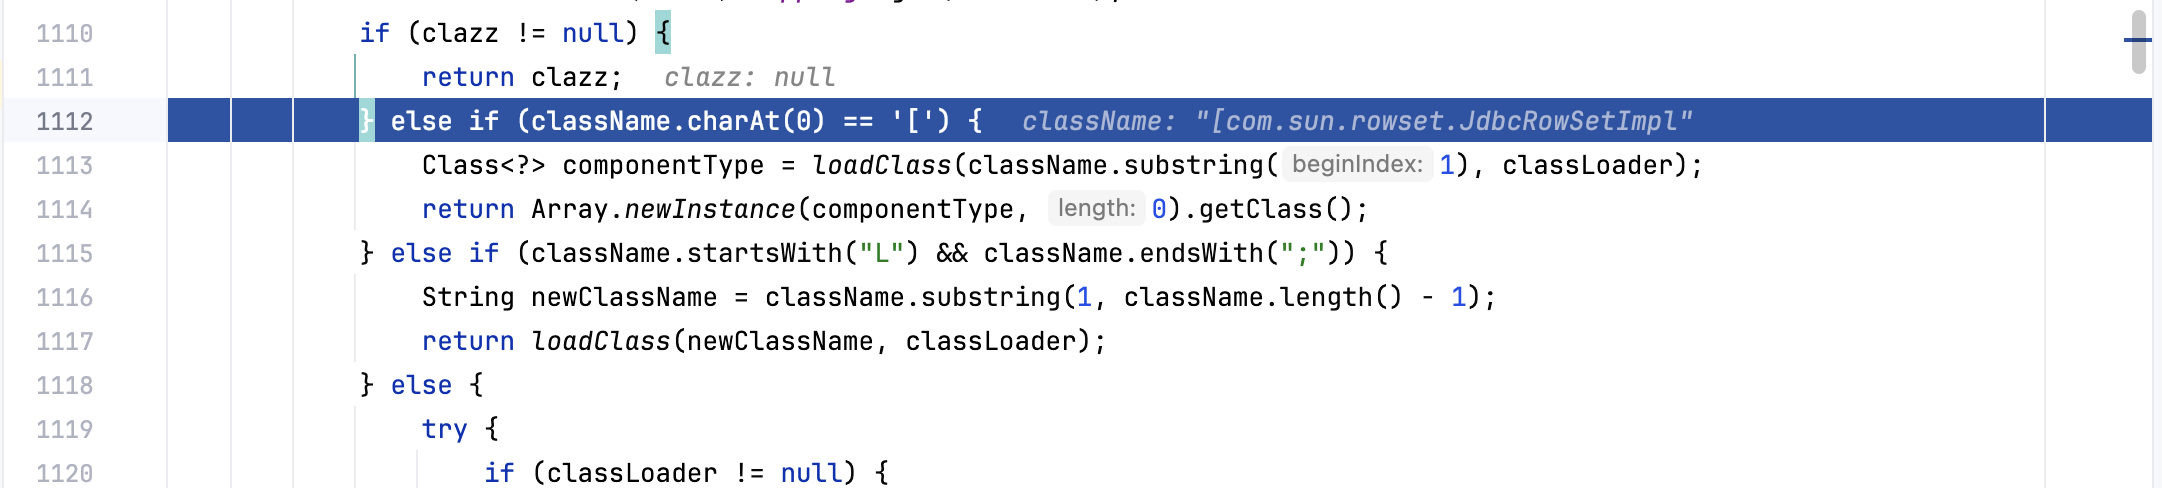 1110 if (clazz != null) {
1111 return clazz; clazz: null
1112 } else if (className.charAt(0) == '[') { className: "[com.sun.rowset.JdbcRowSetImpl"
1113 Class<?> componentType = loadClass(className.substring( beginIndex: 1), classLoader);
1114 return Array.newInstance(componentType, length: 0).getClass();
1115 } else if (className.startsWith("L") && className.endsWith(";")) {
1116 String newClassName = className.substring(1, className.length() - 1);
1117 return loadClass(newClassName, classLoader);
1118 } else {
1119 try {
1120 if (classLoader != null) {